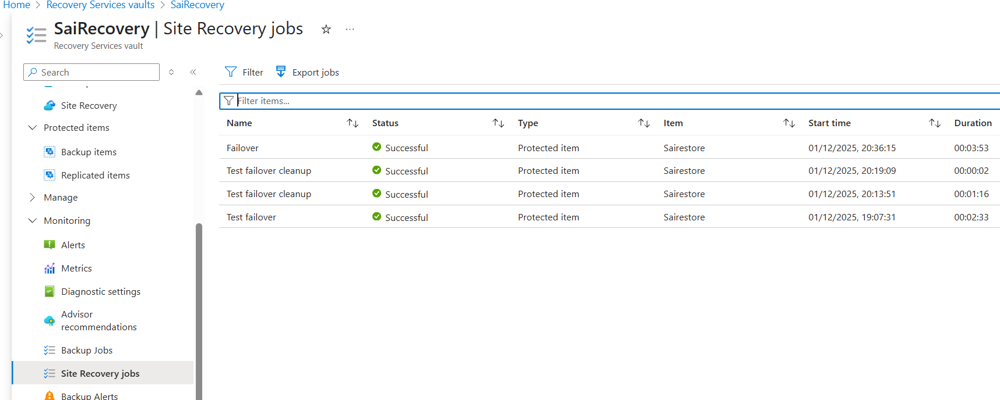 Home > Recovery Services vaults > SaiRecovery
SaiRecovery | Site Recovery jobs
Recovery Services vault
Search
Filter
Export jobs
Filter items...
Name Status Type Item Start time Duration
Failover Successful Protected item Sairestore 01/12/2025, 20:36:15 00:03:53
Test failover cleanup Successful Protected item Sairestore 01/12/2025, 20:19:09 00:00:02
Test failover cleanup Successful Protected item Sairestore 01/12/2025, 20:13:51 00:01:16
Test failover Successful Protected item Sairestore 01/12/2025, 19:07:31 00:02:33
Site Recovery
Protected items
Backup items
Replicated items
Manage
Monitoring
Alerts
Metrics
Diagnostic settings
Advisor
recommendations
Backup Jobs
Site Recovery jobs
Backup Alerts